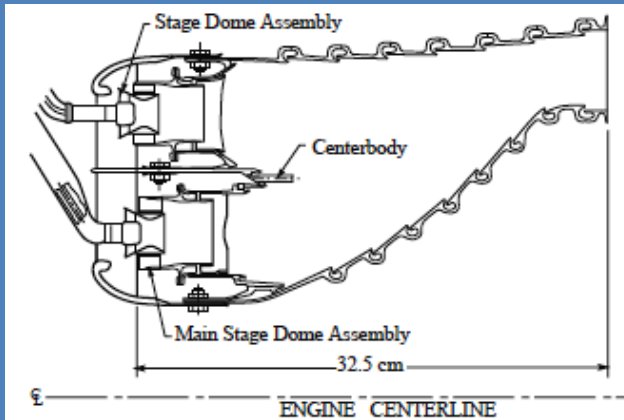 Stage Dome Assembly
Centerbody
Main Stage Dome Assembly
32.5 cm
℄
ENGINE CENTERLINE